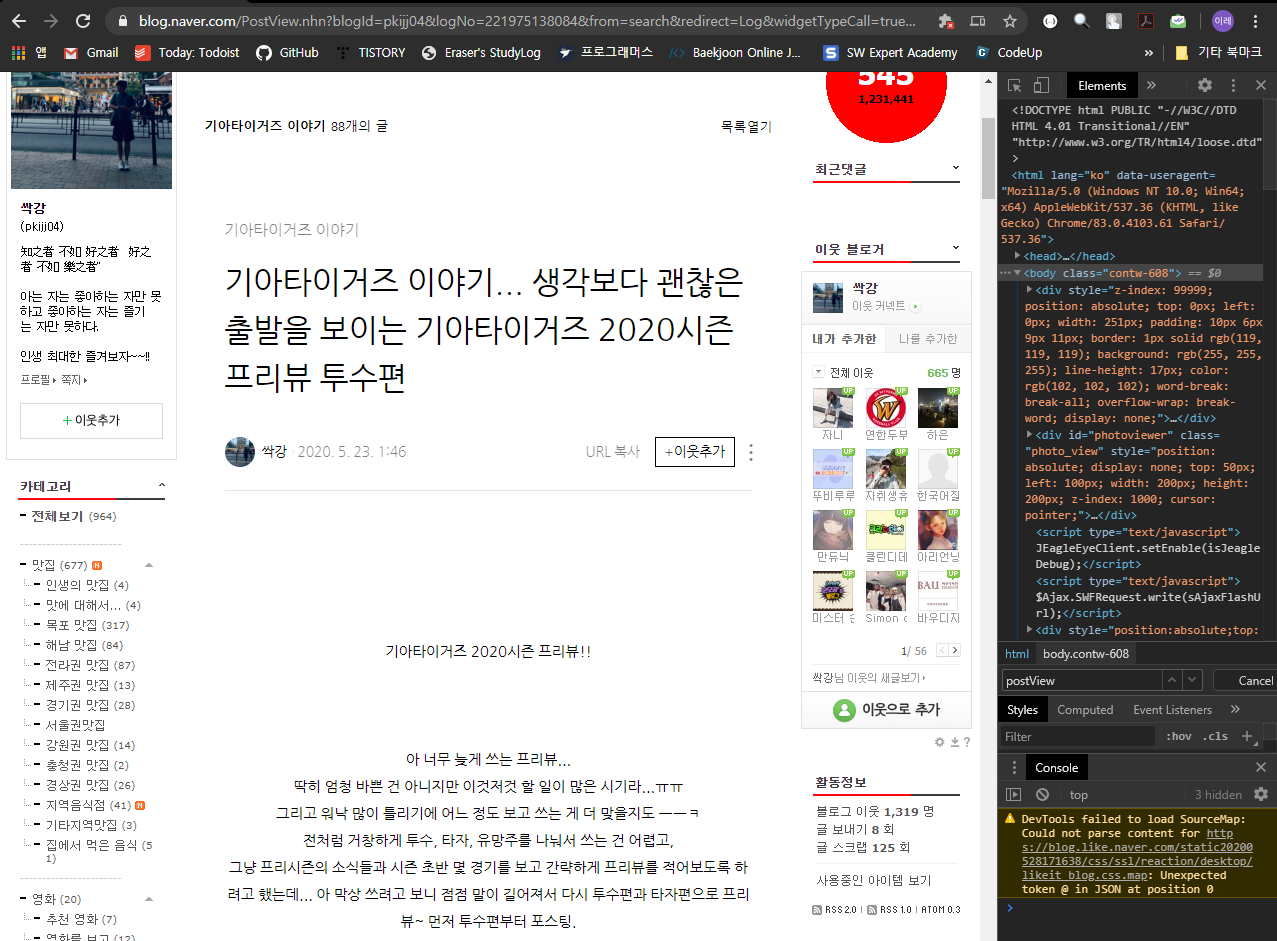 blog.naver.com/PostView.nhn?blogId=pkijj04&logNo=221975138084&from=search&redirect=Log&widgetTypeCall=true...
이레
앱
Gmail
Today: Todoist
GitHub
TISTORY
Eraser's StudyLog
프로그래머스
Baekjoon Online J...
SW Expert Academy
CodeUp
»
기타 북마크
싹강
(pkijj04)
知之者 不如 好之者 好之
者 不如 樂之者"
아는 자는 좋아하는 자만 못
하고 좋아하는 자는 즐기
는 자만 못하다.
인생 최대한 즐겨보자~~!!
프로필 쪽지
+이웃추가
카테고리
전체보기 (964)
맛집 (677) N
인생의 맛집 (4)
맛에 대해서... (4)
목포 맛집 (317)
해남 맛집 (84)
전라권 맛집 (87)
제주권 맛집 (13)
경기권 맛집 (28)
서울권맛집
강원권 맛집 (14)
충청권 맛집 (2)
경상권 맛집 (26)
지역음식점 (41) N
기타지역맛집 (3)
집에서 먹은 음식 (5
1)
영화 (20)
추천 영화 (7)
영화를 보고 (12)
기아타이거즈 이야기 88개의 글
목록열기
기아타이거즈 이야기
기아타이거즈 이야기... 생각보다 괜찮은
출발을 보이는 기아타이거즈 2020시즌
프리뷰 투수편
싹강 · 2020. 5. 23. 1:46
URL 복사
+이웃추가
기아타이거즈 2020시즌 프리뷰!!
아 너무 늦게 쓰는 프리뷰...
딱히 엄청 바쁜 건 아니지만 이것저것 할 일이 많은 시기라...ㅠㅠ
그리고 워낙 많이 틀리기에 어느 정도 보고 쓰는 게 더 맞을지도 ㅡㅡㅋ
전처럼 거창하게 투수, 타자, 유망주를 나눠서 쓰는 건 어렵고,
그냥 프리시즌의 소식들과 시즌 초반 몇 경기를 보고 간략하게 프리뷰를 적어보도록 하
려고 했는데... 아 막상 쓰려고 보니 점점 말이 길어져서 다시 투수편과 타자편으로 프리
뷰~ 먼저 투수편부터 포스팅.
545
1,231,441
최근댓글
이웃 블로거
싹강
이웃 커넥트
내가 추가한
나를 추가한
전체 이웃
665 명
UP UP UP
자니 연한두부 하은
UP UP UP
뚜비루루 자취생휴 한국어질
UP UP UP
만듀닉 클린디데 아리언닝
UP UP UP
BAU
미스터 Simon 바우디지
1/ 56
싹강님 이웃의 새글보기
이웃으로 추가
활동정보
블로그 이웃 1,319 명
글 보내기 8 회
글 스크랩 125 회
사용중인 아이템 보기
RSS 2.0 | RSS 1.0 | ATOM 0.3
Elements
»
<!DOCTYPE html PUBLIC "-//W3C//DTD
HTML 4.01 Transitional//EN"
"http://www.w3.org/TR/html4/loose.dtd"
>
<html lang="ko" data-useragent=
"Mozilla/5.0 (Windows NT 10.0; Win64;
x64) AppleWebKit/537.36 (KHTML, like
Gecko) Chrome/83.0.4103.61 Safari/
537.36">
<head>…</head>
<body class="contw-608"> == $0
<div style="z-index: 99999;
position: absolute; top: 0px; left:
0px; width: 251px; padding: 10px 6px
9px 11px; border: 1px solid rgb(119,
119, 119); background: rgb(255, 255,
255); line-height: 17px; color:
rgb(102, 102, 102); word-break:
break-all; overflow-wrap: break-
word; display: none;">…</div>
<div id="photoviewer" class=
"photo_view" style="position:
absolute; display: none; top: 50px;
left: 100px; width: 200px; height:
200px; z-index: 1000; cursor:
pointer;">…</div>
<script type="text/javascript">
JEagleEyeClient.setEnable(isJeagle
Debug);</script>
<script type="text/javascript">
$Ajax.SWFRequest.write(sAjaxFlashU
rl);</script>
<div style="position:absolute;top:
html
body.contw-608
postView
Cancel
Styles
Computed
Event Listeners
»
Filter
:hov
.cls
+
Console
top
3 hidden
DevTools failed to load SourceMap:
Could not parse content for http
s://blog.like.naver.com/static20200
528171638/css/ssl/reaction/desktop/
likeit_blog.css.map: Unexpected
token @ in JSON at position 0